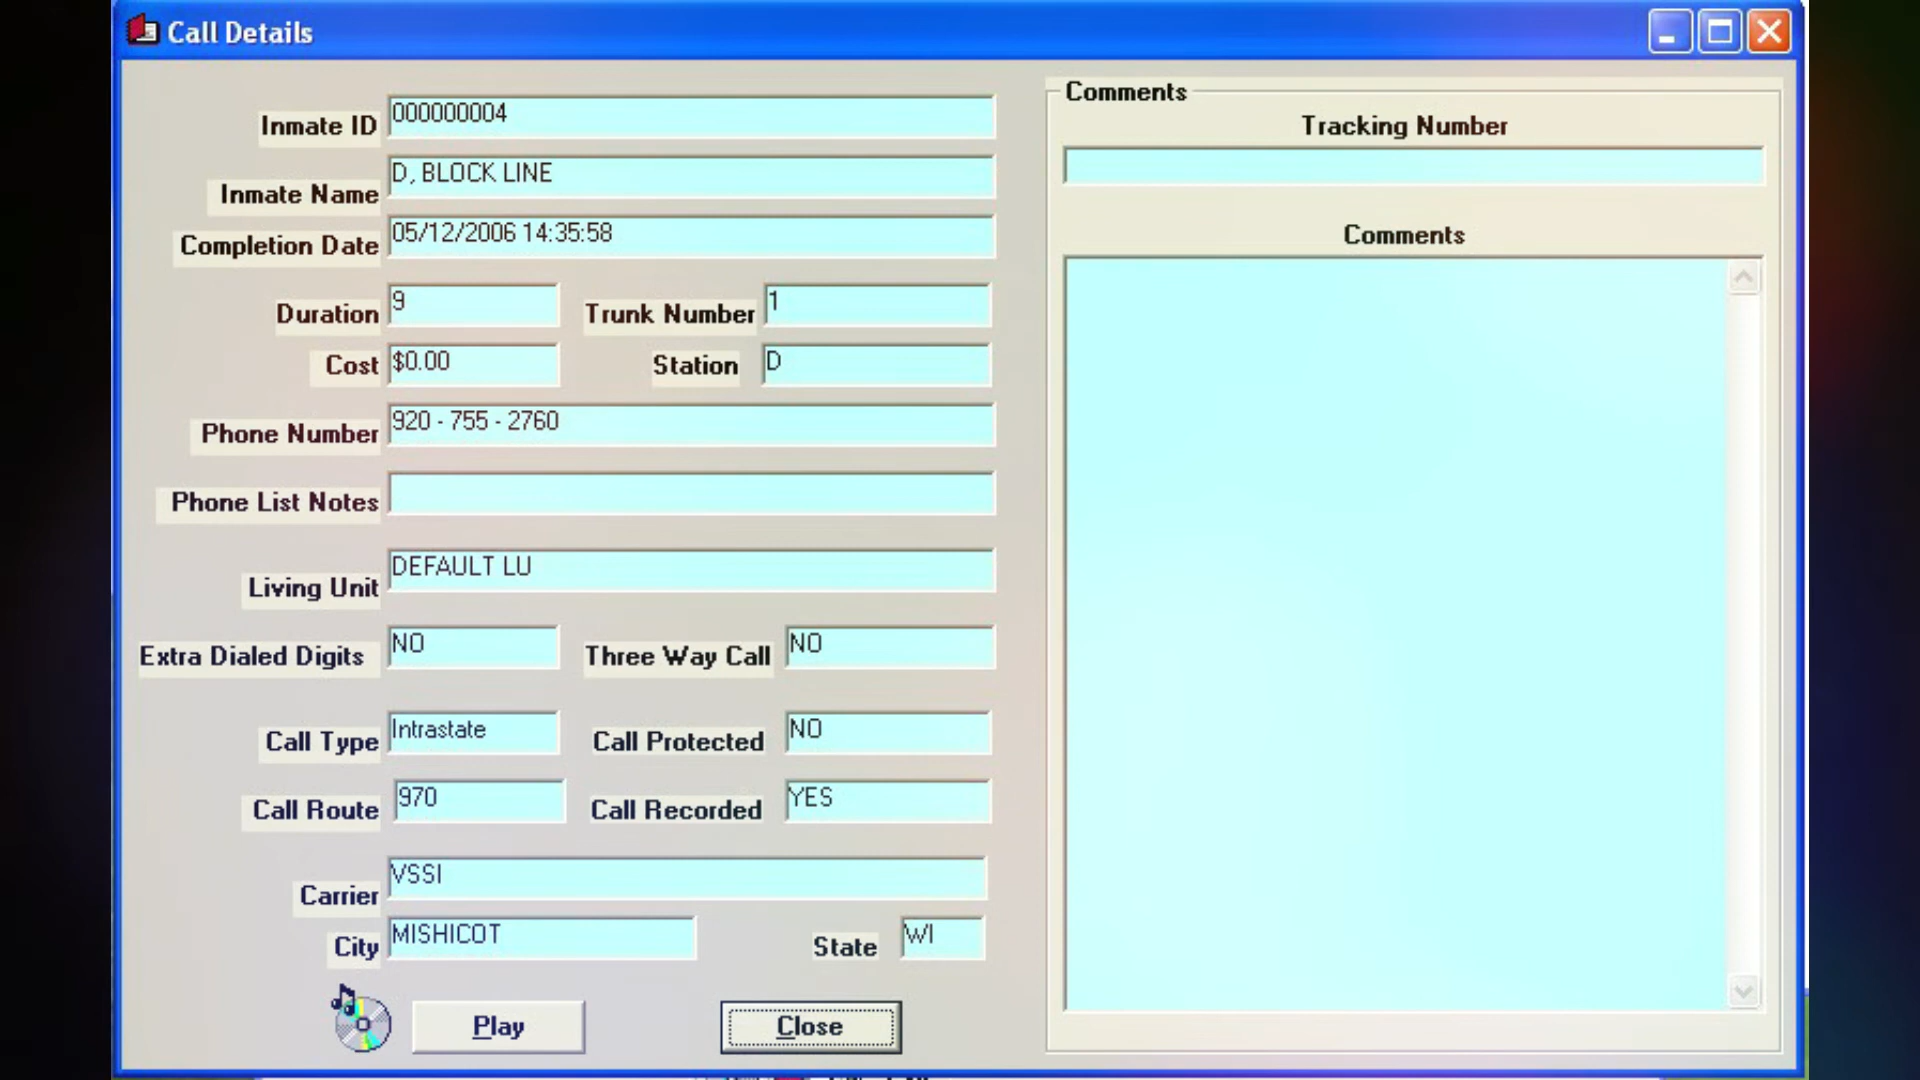 Call Details
Inmate ID 000000004
Inmate Name D, BLOCK LINE
Completion Date 05/12/2006 14:35:58
Duration 9 Trunk Number 1
Cost $0.00 Station D
Phone Number 920 - 755 - 2760
Phone List Notes
Living Unit DEFAULT LU
Extra Dialed Digits NO Three Way Call NO
Call Type Intrastate Call Protected NO
Call Route 970 Call Recorded YES
Carrier VSSI
City MISHICOT State WI
Play Close
Comments
Tracking Number
Comments